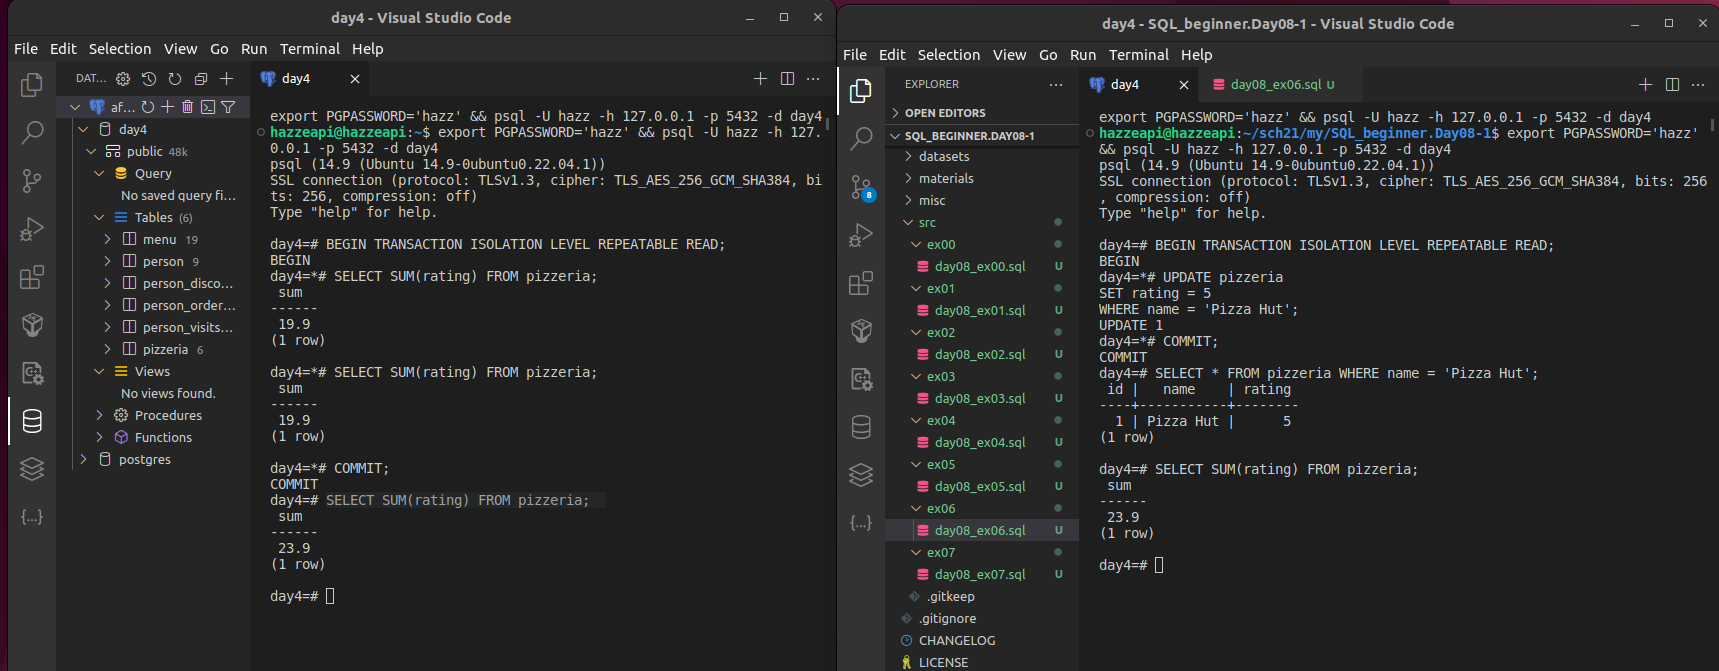 day4 - Visual Studio Code
File Edit Selection View Go Run Terminal Help
DAT...
af...
day4
public 48k
Query
No saved query fi...
Tables (6)
menu 19
person 9
person_disco...
person_order...
person_visits...
pizzeria 6
Views
No views found.
Procedures
Functions
postgres
{...}
day4
export PGPASSWORD='hazz' && psql -U hazz -h 127.0.0.1 -p 5432 -d day4
hazzeapi@hazzeapi:~$ export PGPASSWORD='hazz' && psql -U hazz -h 127.
0.0.1 -p 5432 -d day4
psql (14.9 (Ubuntu 14.9-0ubuntu0.22.04.1))
SSL connection (protocol: TLSv1.3, cipher: TLS_AES_256_GCM_SHA384, bi
ts: 256, compression: off)
Type "help" for help.
day4=# BEGIN TRANSACTION ISOLATION LEVEL REPEATABLE READ;
BEGIN
day4=*# SELECT SUM(rating) FROM pizzeria;
sum
------
19.9
(1 row)
day4=*# SELECT SUM(rating) FROM pizzeria;
sum
------
19.9
(1 row)
day4=*# COMMIT;
COMMIT
day4=# SELECT SUM(rating) FROM pizzeria;
sum
------
23.9
(1 row)
day4=#
day4 - SQL_beginner.Day08-1 - Visual Studio Code
File Edit Selection View Go Run Terminal Help
8
{...}
EXPLORER
OPEN EDITORS
SQL_BEGINNER.DAY08-1
datasets
materials
misc
src
ex00
day08_ex00.sql U
ex01
day08_ex01.sql U
ex02
day08_ex02.sql U
ex03
day08_ex03.sql U
ex04
day08_ex04.sql U
ex05
day08_ex05.sql U
ex06
day08_ex06.sql U
ex07
day08_ex07.sql U
.gitkeep
.gitignore
CHANGELOG
LICENSE
day4
day08_ex06.sql U
export PGPASSWORD='hazz' && psql -U hazz -h 127.0.0.1 -p 5432 -d day4
hazzeapi@hazzeapi:~/sch21/my/SQL_beginner.Day08-1$ export PGPASSWORD='hazz'
&& psql -U hazz -h 127.0.0.1 -p 5432 -d day4
psql (14.9 (Ubuntu 14.9-0ubuntu0.22.04.1))
SSL connection (protocol: TLSv1.3, cipher: TLS_AES_256_GCM_SHA384, bits: 256
, compression: off)
Type "help" for help.
day4=# BEGIN TRANSACTION ISOLATION LEVEL REPEATABLE READ;
BEGIN
day4=*# UPDATE pizzeria
SET rating = 5
WHERE name = 'Pizza Hut';
UPDATE 1
day4=*# COMMIT;
COMMIT
day4=# SELECT * FROM pizzeria WHERE name = 'Pizza Hut';
id | name | rating
----+-----------+--------
1 | Pizza Hut | 5
(1 row)
day4=# SELECT SUM(rating) FROM pizzeria;
sum
------
23.9
(1 row)
day4=#